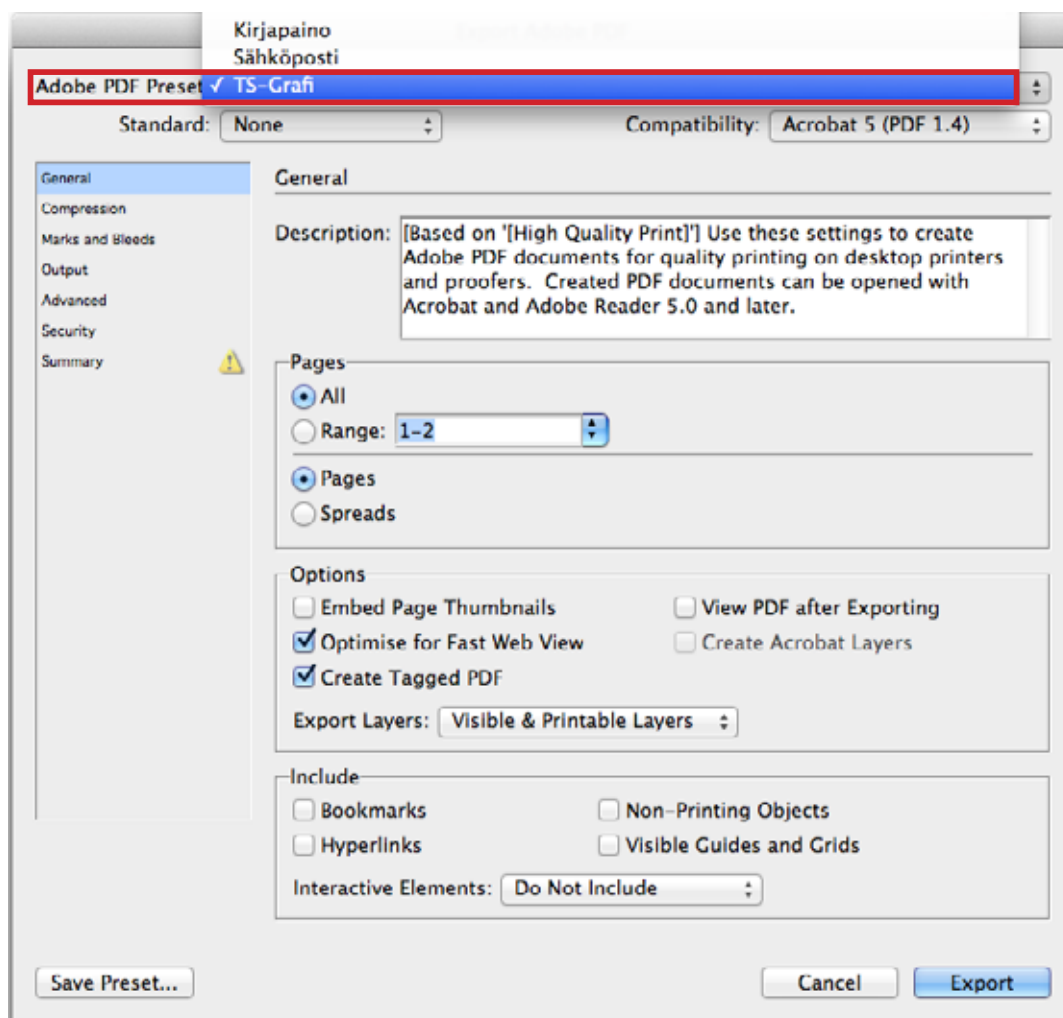 Kirjapaino
Sähköposti
Adobe PDF Preset ✓ TS-Grafi
Standard: None Compatibility: Acrobat 5 (PDF 1.4)
General
Compression
Marks and Bleeds
Output
Advanced
Security
Summary
General
Description: [Based on '[High Quality Print]'] Use these settings to create
Adobe PDF documents for quality printing on desktop printers
and proofers. Created PDF documents can be opened with
Acrobat and Adobe Reader 5.0 and later.
Pages
All
Range: 1-2
Pages
Spreads
Options
Embed Page Thumbnails View PDF after Exporting
Optimise for Fast Web View Create Acrobat Layers
Create Tagged PDF
Export Layers: Visible & Printable Layers
Include
Bookmarks Non-Printing Objects
Hyperlinks Visible Guides and Grids
Interactive Elements: Do Not Include
Save Preset... Cancel Export